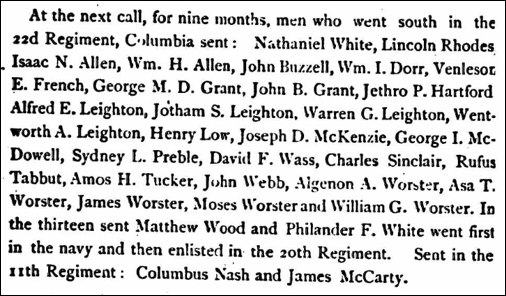 At the next call, for nine months, men who went south in the
22d Regiment, Columbia sent: Nathaniel White, Lincoln Rhodes
Isaac N. Allen, Wm. H. Allen, John Buzzell, Wm. I. Dorr, Venleson
E. French, George M. D. Grant, John B. Grant, Jethro P. Hartford
Alfred E. Leighton, Jotham S. Leighton, Warren G. Leighton, Went-
worth A. Leighton, Henry Low, Joseph D. McKenzie, George I. Mc-
Dowell, Sydney L. Preble, David F. Wass, Charles Sinclair, Rufus
Tabbut, Amos H. Tucker, John Webb, Algenon A. Worster, Asa T.
Worster, James Worster, Moses Worster and William G. Worster. In
the thirteen sent Matthew Wood and Philander F. White went first
in the navy and then enlisted in the 20th Regiment. Sent in the
11th Regiment: Columbus Nash and James McCarty.